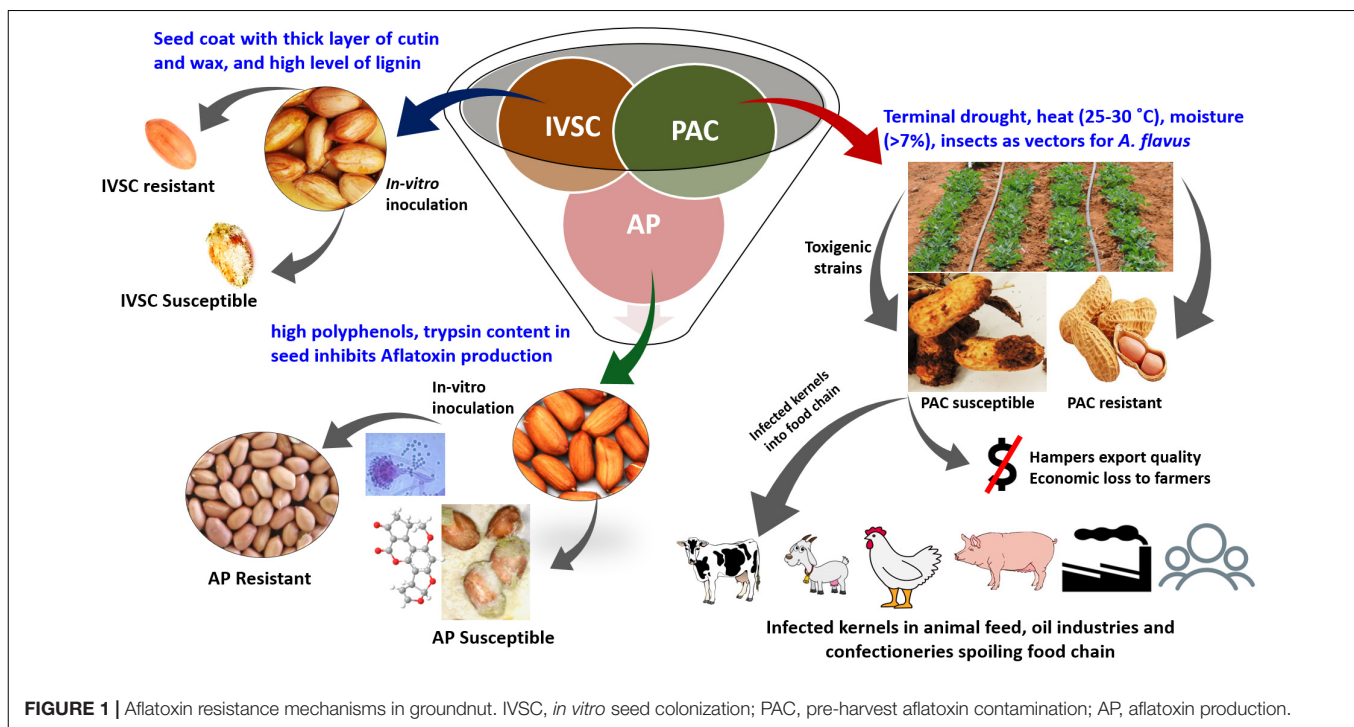 Seed coat with thick layer of cutin
and wax, and high level of lignin
IVSC resistant
In-vitro
inoculation
IVSC Susceptible
IVSC
PAC
AP
Terminal drought, heat (25-30 ˚C), moisture
(>7%), insects as vectors for A. flavus
Toxigenic
strains
PAC susceptible
PAC resistant
high polyphenols, trypsin content in
seed inhibits Aflatoxin production
In-vitro
inoculation
AP Resistant
AP Susceptible
Infected kernels
into food chain
$
Hampers export quality
Economic loss to farmers
Infected kernels in animal feed, oil industries and
confectioneries spoiling food chain
FIGURE 1 | Aflatoxin resistance mechanisms in groundnut. IVSC, in vitro seed colonization; PAC, pre-harvest aflatoxin contamination; AP, aflatoxin production.